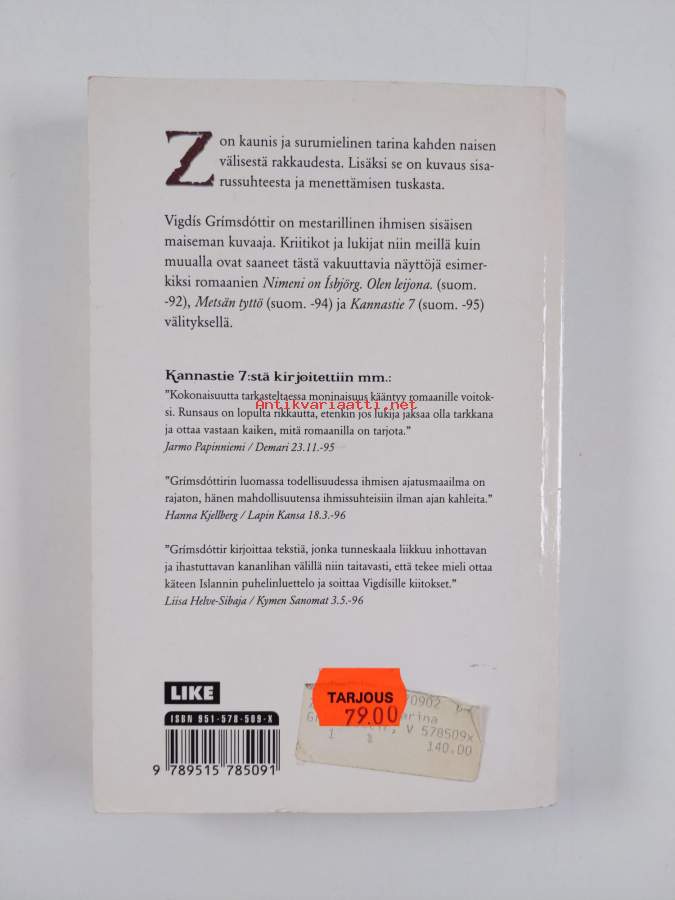 Z on kaunis ja surumielinen tarina kahden naisen
välisestä rakkaudesta. Lisäksi se on kuvaus sisa-
russuhteesta ja menettämisen tuskasta.
Vigdís Grímsdóttir on mestarillinen ihmisen sisäisen
maiseman kuvaaja. Kriitikot ja lukijat niin meillä kuin
muualla ovat saaneet tästä vakuuttavia näyttöjä esimer-
kiksi romaanien Nimeni on Ísbjörg. Olen leijona. (suom.
-92), Metsän tyttö (suom. -94) ja Kannastie 7 (suom. -95)
välityksellä.
Kannastie 7:stä kirjoitettiin mm.:
"Kokonaisuutta tarkasteltaessa moninaisuus kääntyy romaanille voitok-
si. Runsaus on lopulta rikkautta, etenkin jos lukija jaksaa olla tarkkana
ja ottaa vastaan kaiken, mitä romaanilla on tarjota."
Jarmo Papinniemi / Demari 23.11.-95
Antikvariaatti.net
"Grímsdóttirin luomassa todellisuudessa ihmisen ajatusmaailma on
rajaton, hänen mahdollisuutensa ihmissuhteisiin ilman ajan kahleita."
Hanna Kjellberg / Lapin Kansa 18.3.-96
"Grímsdóttir kirjoittaa tekstiä, jonka tunneskaala liikkuu inhottavan
ja ihastuttavan kananlihan välillä niin taitavasti, että tekee mieli ottaa
käteen Islannin puhelinluettelo ja soittaa Vigdísille kiitokset."
Liisa Helve-Sibaja / Kymen Sanomat 3.5.-96
LIKE
ISBN 951-578-509-X
9 789515 785091
TARJOUS
79.00
70902
arina
, V 578509x
140.00